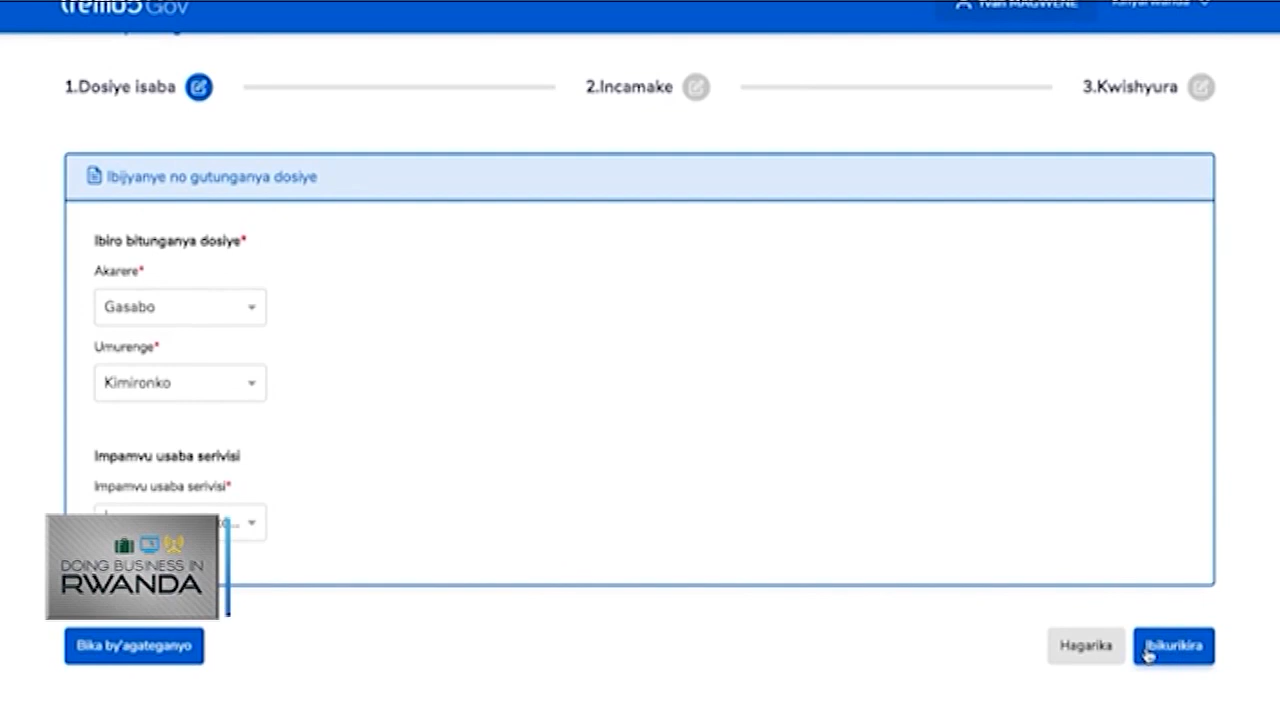 Gov
1.Dosiye isaba
2.Incamake
3.Kwishyura
Ibijyanye no gutunganya dosiye
Ibiro bitunganya dosiye*
Akarere*
Gasabo
Umurenge*
Kimironko
Impamvu usaba serivisi
Impamvu usaba serivisi*
DOING BUSINESS IN
RWANDA
Bika by'agateganyo
Hagarika
Ibikurikira